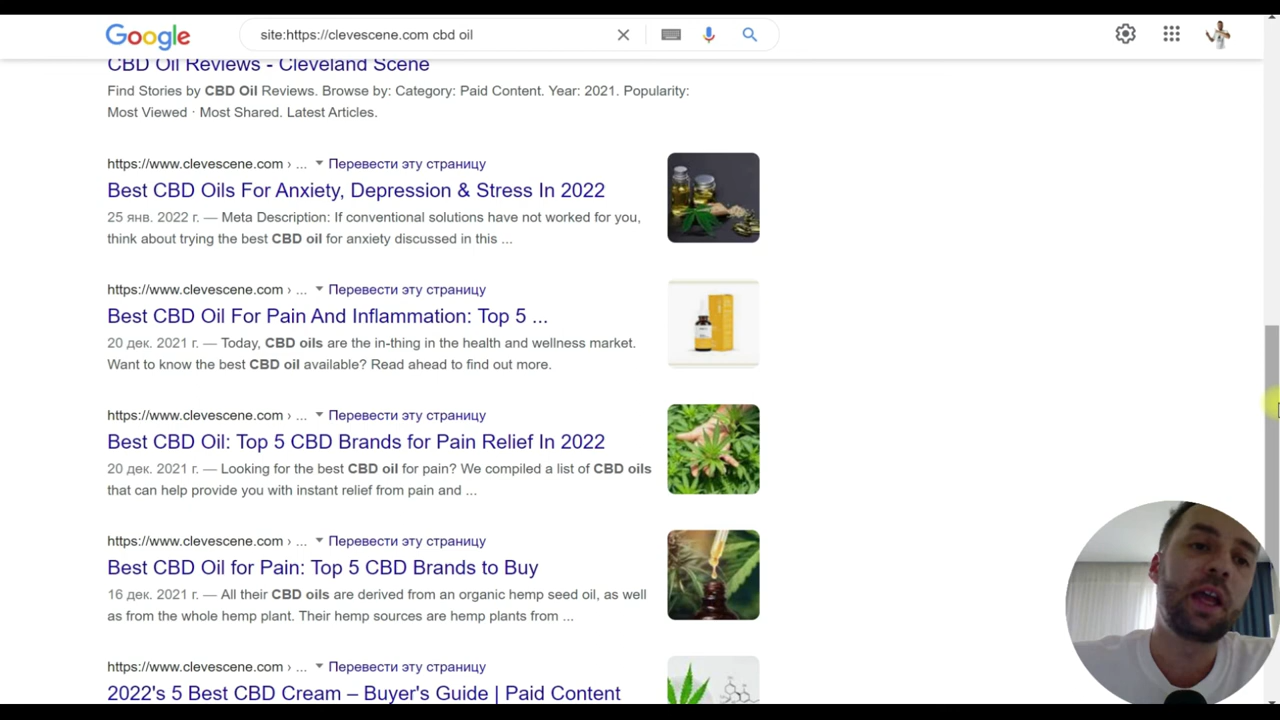 Google
site:https://clevescene.com cbd oil
CBD Oil Reviews - Cleveland Scene
Find Stories by CBD Oil Reviews. Browse by: Category: Paid Content. Year: 2021. Popularity:
Most Viewed · Most Shared. Latest Articles.
https://www.clevescene.com › ... Перевести эту страницу
Best CBD Oils For Anxiety, Depression & Stress In 2022
25 янв. 2022 г. — Meta Description: If conventional solutions have not worked for you,
think about trying the best CBD oil for anxiety discussed in this ...
https://www.clevescene.com › ... Перевести эту страницу
Best CBD Oil For Pain And Inflammation: Top 5 ...
20 дек. 2021 г. — Today, CBD oils are the in-thing in the health and wellness market.
Want to know the best CBD oil available? Read ahead to find out more.
https://www.clevescene.com › ... Перевести эту страницу
Best CBD Oil: Top 5 CBD Brands for Pain Relief In 2022
20 дек. 2021 г. — Looking for the best CBD oil for pain? We compiled a list of CBD oils
that can help provide you with instant relief from pain and ...
https://www.clevescene.com › ... Перевести эту страницу
Best CBD Oil for Pain: Top 5 CBD Brands to Buy
16 дек. 2021 г. — All their CBD oils are derived from an organic hemp seed oil, as well
as from the whole hemp plant. Their hemp sources are hemp plants from ...
https://www.clevescene.com › ... Перевести эту страницу
2022's 5 Best CBD Cream – Buyer's Guide | Paid Content